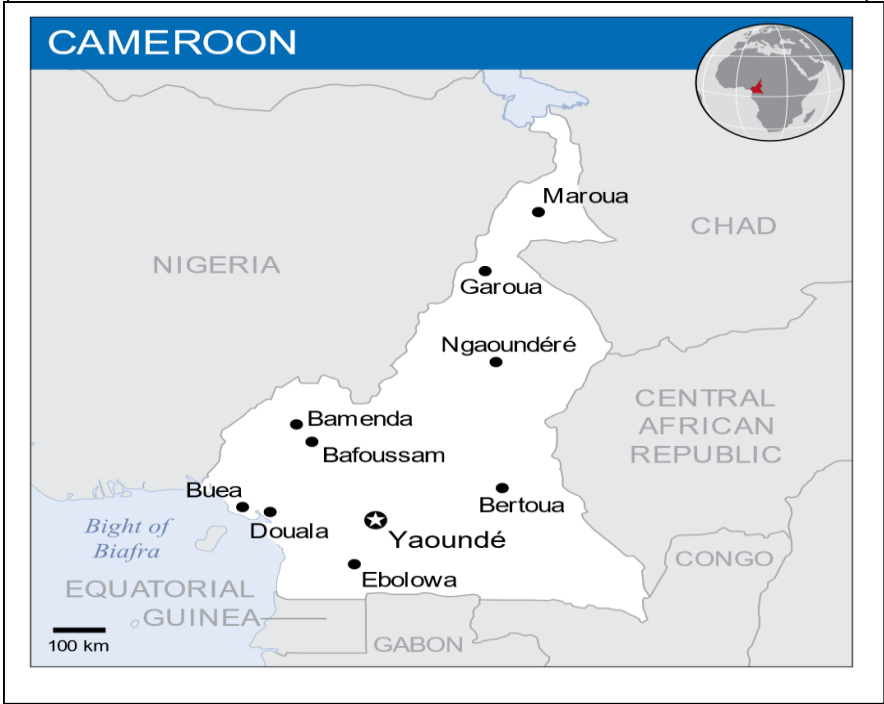 CAMEROON
Maroua
CHAD
NIGERIA
Garoua
Ngaoundéré
CENTRAL
AFRICAN
REPUBLIC
Bamenda
Bafoussam
Buea
Bertoua
Bight of
Biafra
Douala
Yaoundé
CONGO
Ebolowa
EQUATORIAL
GUINEA
GABON
100 km